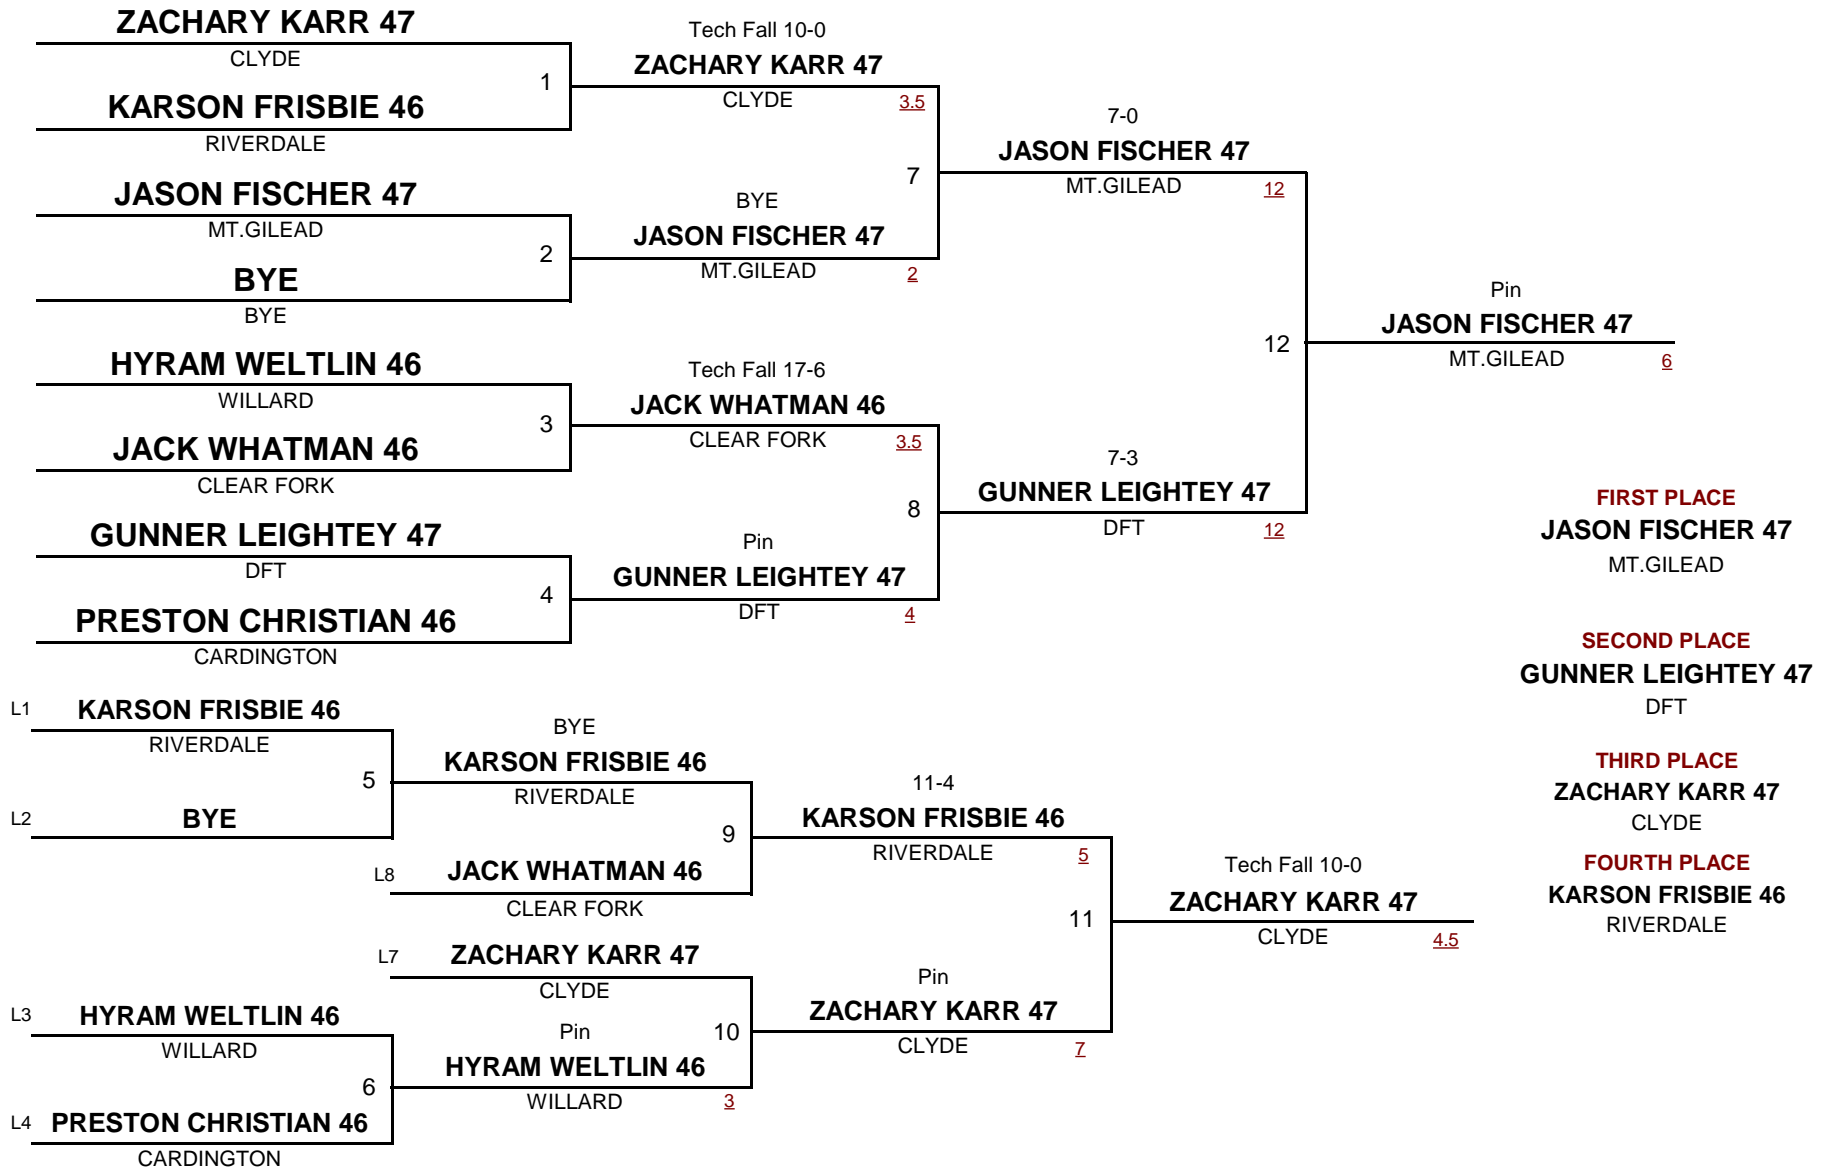 ZACHARY KARR 47
CLYDE
1
KARSON FRISBIE 46
RIVERDALE
JASON FISCHER 47
MT.GILEAD
2
BYE
BYE
HYRAM WELTLIN 46
WILLARD
3
JACK WHATMAN 46
CLEAR FORK
GUNNER LEIGHTEY 47
DFT
4
PRESTON CHRISTIAN 46
CARDINGTON
Tech Fall 10-0
ZACHARY KARR 47
CLYDE 3.5
7
BYE
JASON FISCHER 47
MT.GILEAD 2
Tech Fall 17-6
JACK WHATMAN 46
CLEAR FORK 3.5
8
Pin
GUNNER LEIGHTEY 47
DFT 4
7-0
JASON FISCHER 47
MT.GILEAD 12
12
7-3
GUNNER LEIGHTEY 47
DFT 12
Pin
JASON FISCHER 47
MT.GILEAD 6
FIRST PLACE
JASON FISCHER 47
MT.GILEAD
SECOND PLACE
GUNNER LEIGHTEY 47
DFT
THIRD PLACE
ZACHARY KARR 47
CLYDE
FOURTH PLACE
KARSON FRISBIE 46
RIVERDALE
L1 KARSON FRISBIE 46
RIVERDALE
5
L2 BYE
BYE
KARSON FRISBIE 46
RIVERDALE
9
L8 JACK WHATMAN 46
CLEAR FORK
L7 ZACHARY KARR 47
CLYDE
10
L3 HYRAM WELTLIN 46
WILLARD
6
L4 PRESTON CHRISTIAN 46
CARDINGTON
Pin
HYRAM WELTLIN 46
WILLARD 3
11-4
KARSON FRISBIE 46
RIVERDALE 5
11
Pin
ZACHARY KARR 47
CLYDE 7
Tech Fall 10-0
ZACHARY KARR 47
CLYDE 4.5